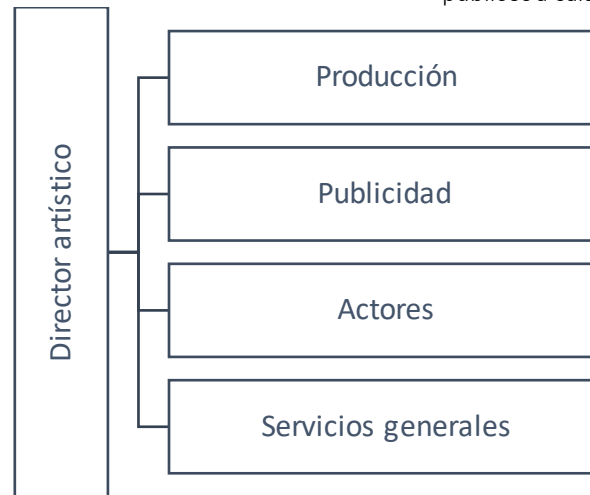 Director artístico
Producción
Publicidad
Actores
Servicios generales